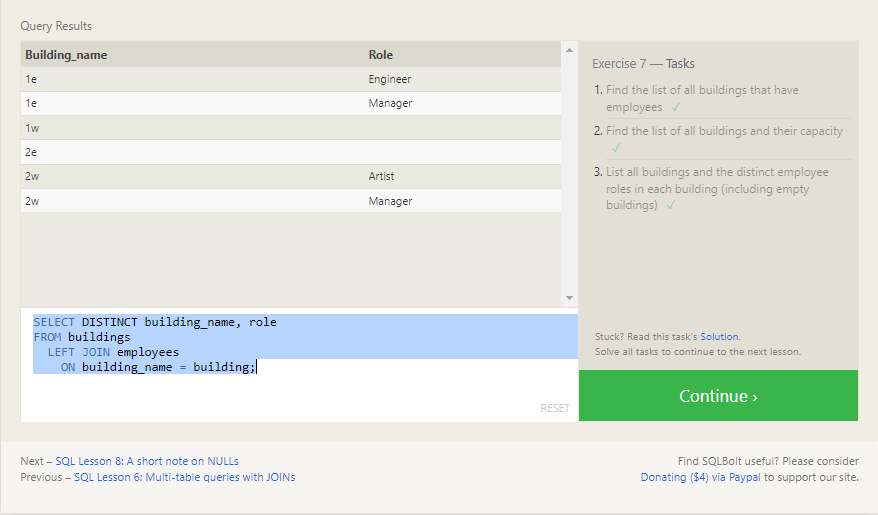 Query Results
Building_name Role
1e Engineer
1e Manager
1w
2e
2w Artist
2w Manager
SELECT DISTINCT building_name, role
FROM buildings
LEFT JOIN employees
ON building_name = building;
RESET
Exercise 7 — Tasks
1. Find the list of all buildings that have
employees ✓
2. Find the list of all buildings and their capacity
✓
3. List all buildings and the distinct employee
roles in each building (including empty
buildings) ✓
Stuck? Read this task's Solution.
Solve all tasks to continue to the next lesson.
Continue ›
Next – SQL Lesson 8: A short note on NULLs
Previous – SQL Lesson 6: Multi-table queries with JOINs
Find SQLBolt useful? Please consider
Donating ($4) via Paypal to support our site.